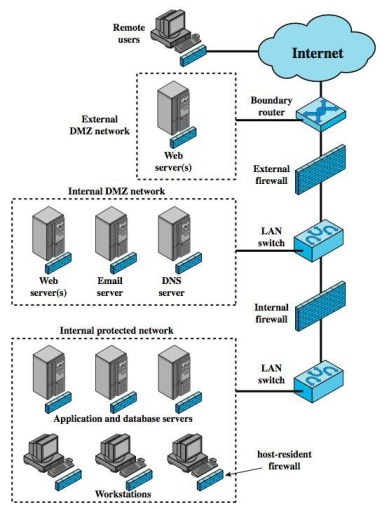 Remote
users
Internet
External
DMZ network
Web
server(s)
Boundary
router
External
firewall
Internal DMZ network
Web
server(s)
Email
server
DNS
server
LAN
switch
Internal
firewall
Internal protected network
Application and database servers
LAN
switch
Workstations
host-resident
firewall